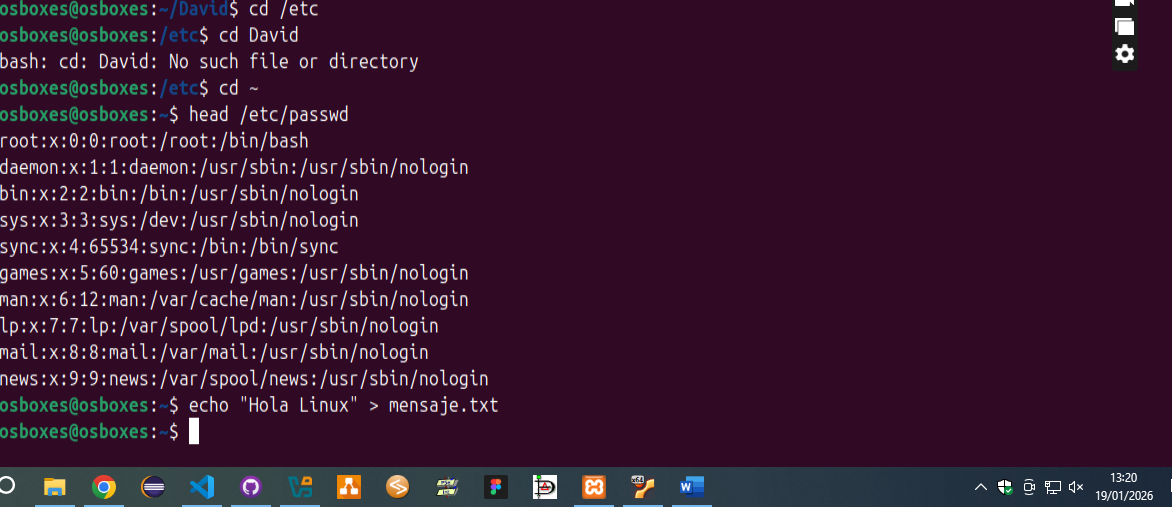 osboxes@osboxes:~/David$ cd /etc
osboxes@osboxes:/etc$ cd David
bash: cd: David: No such file or directory
osboxes@osboxes:/etc$ cd ~
osboxes@osboxes:~$ head /etc/passwd
root:x:0:0:root:/root:/bin/bash
daemon:x:1:1:daemon:/usr/sbin:/usr/sbin/nologin
bin:x:2:2:bin:/bin:/usr/sbin/nologin
sys:x:3:3:sys:/dev:/usr/sbin/nologin
sync:x:4:65534:sync:/bin:/bin/sync
games:x:5:60:games:/usr/games:/usr/sbin/nologin
man:x:6:12:man:/var/cache/man:/usr/sbin/nologin
lp:x:7:7:lp:/var/spool/lpd:/usr/sbin/nologin
mail:x:8:8:mail:/var/mail:/usr/sbin/nologin
news:x:9:9:news:/var/spool/news:/usr/sbin/nologin
osboxes@osboxes:~$ echo "Hola Linux" > mensaje.txt
osboxes@osboxes:~$
13:20
19/01/2026